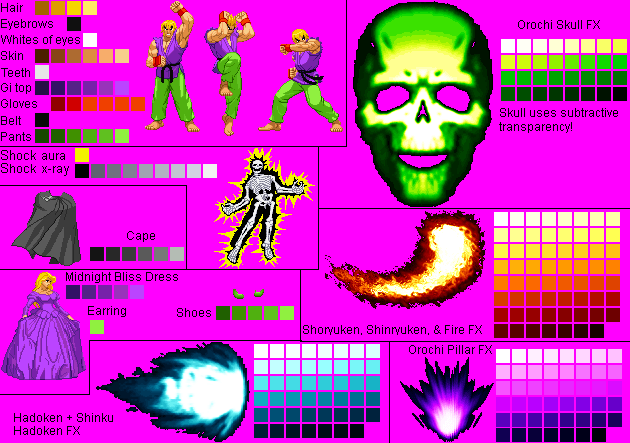 Hair
Eyebrows
Whites of eyes
Skin
Teeth
Gi top
Gloves
Belt
Pants
Orochi Skull FX
Skull uses subtractive
transparency!
Shock aura
Shock x-ray
Cape
Midnight Bliss Dress
Earring
Shoes
Shoryuken, Shinryuken, & Fire FX
Hadoken + Shinku
Hadoken FX
Orochi Pillar FX